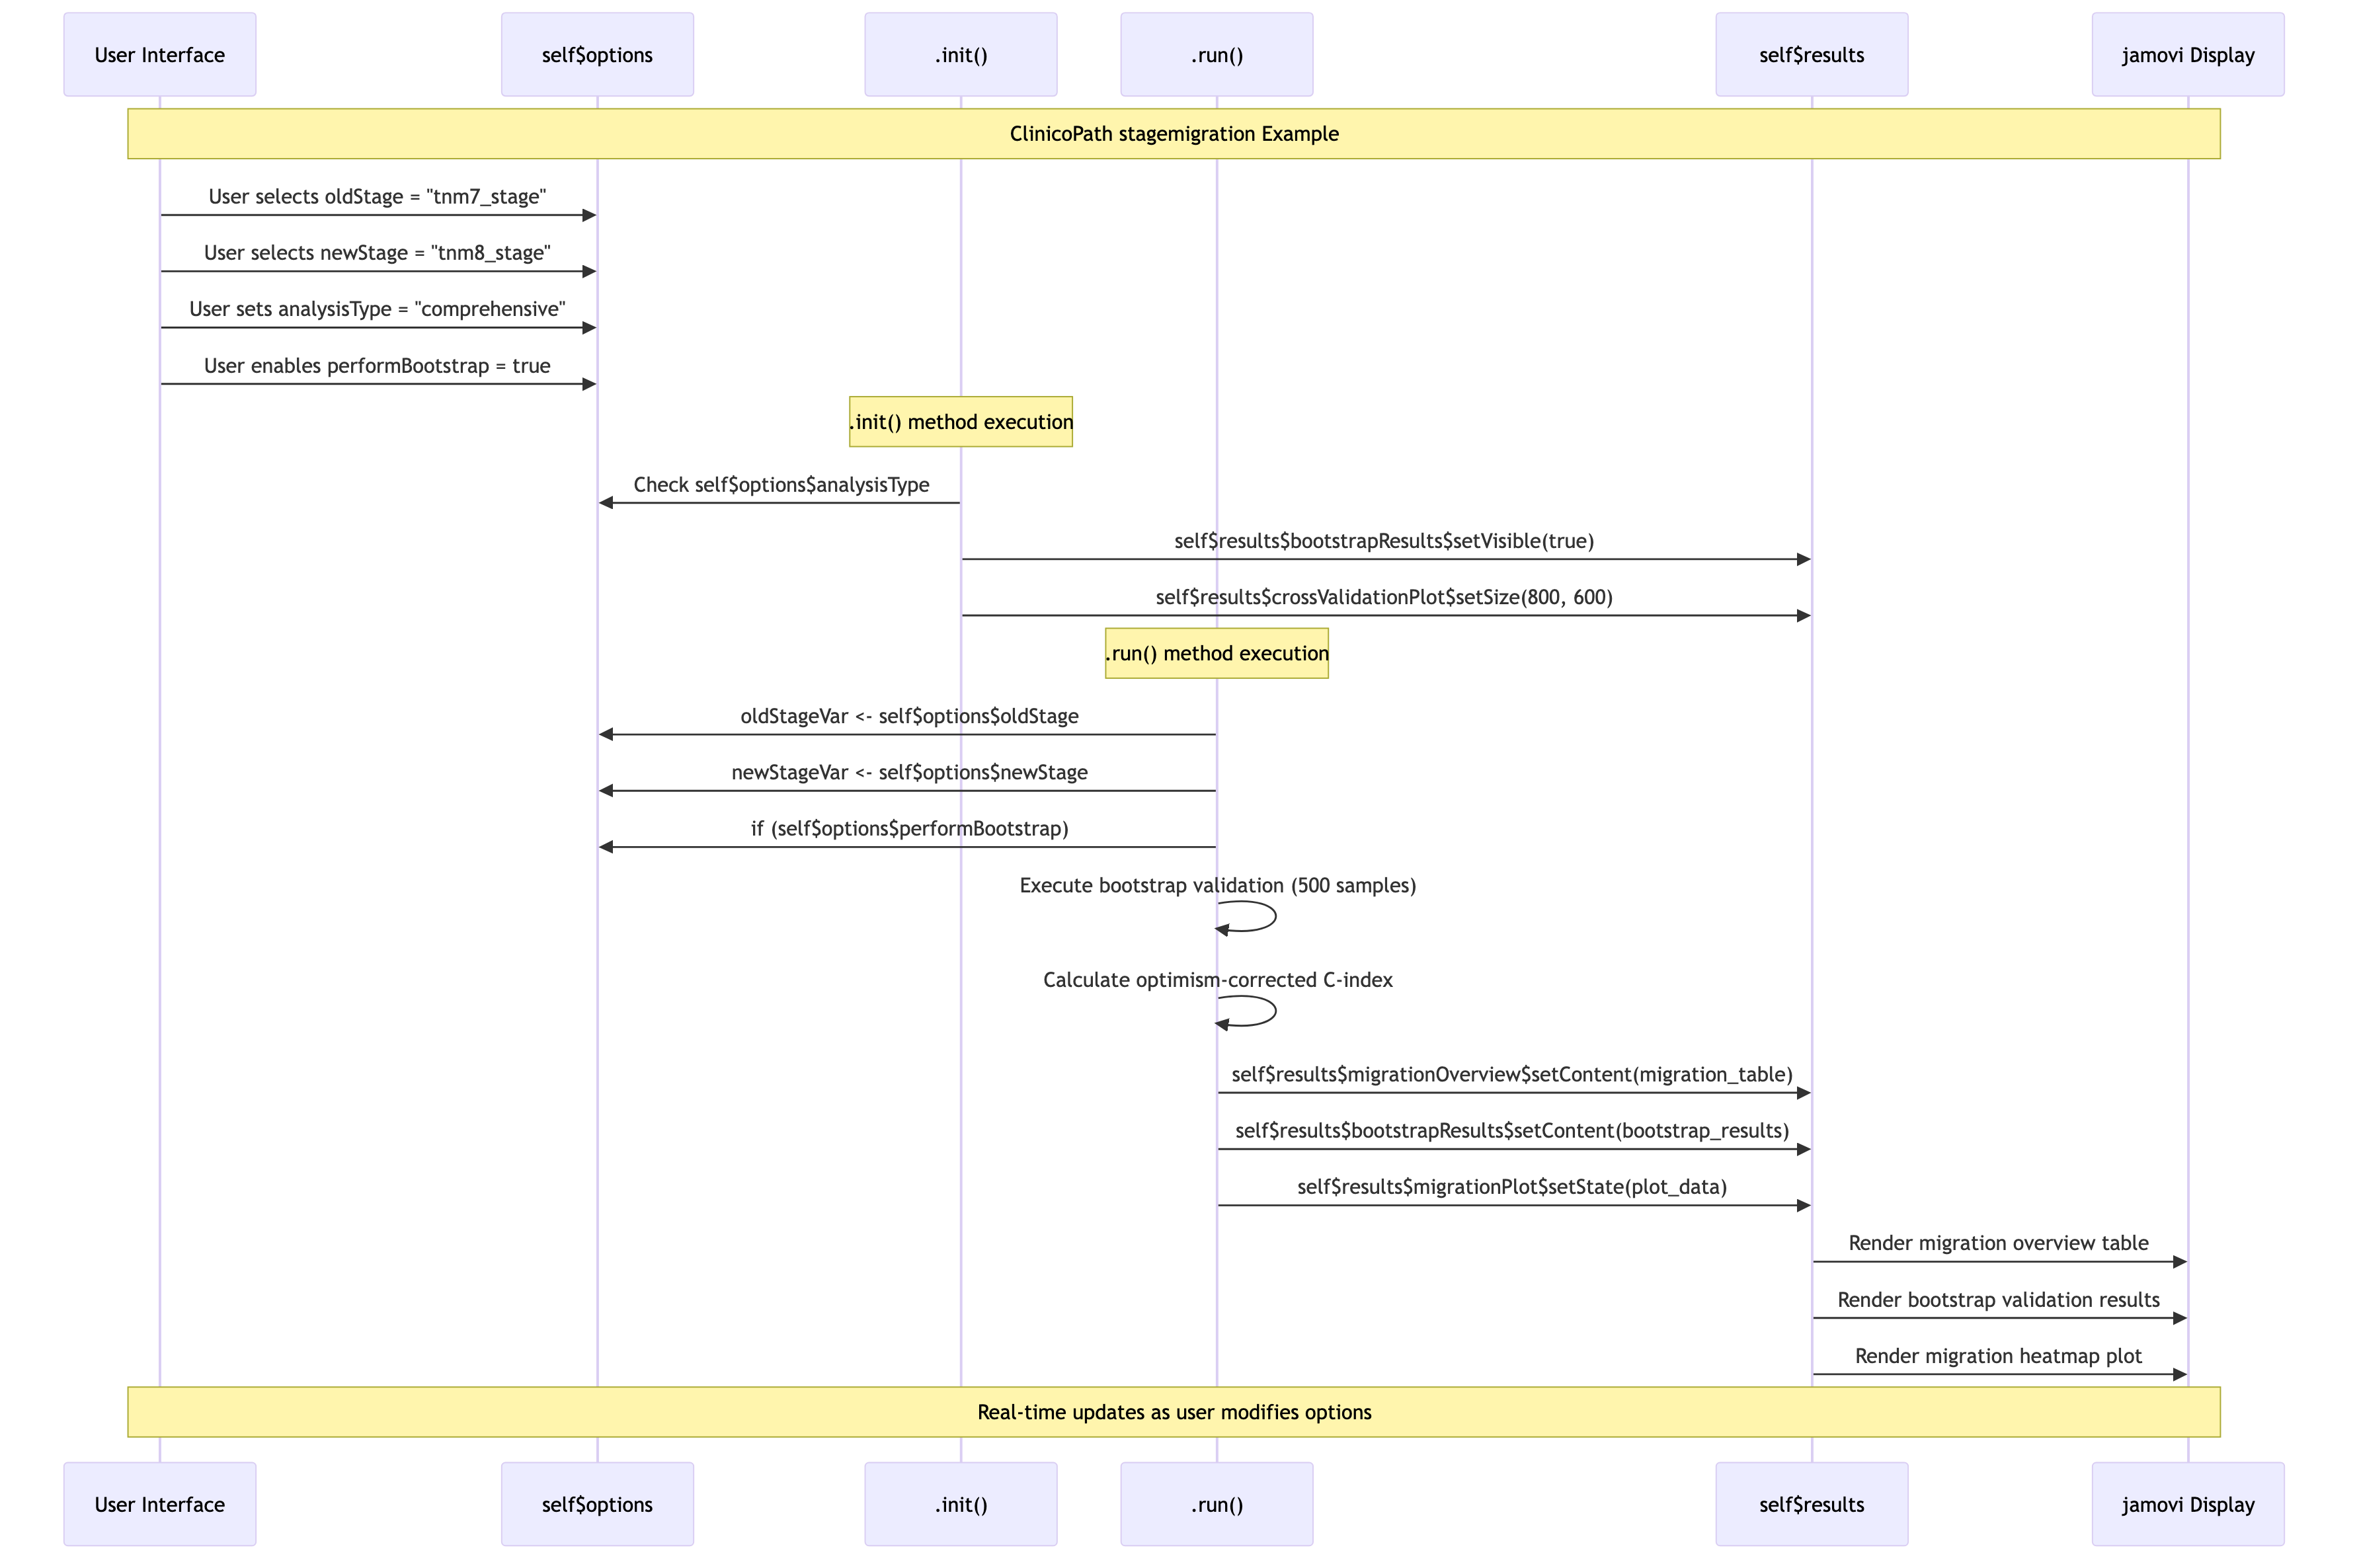 User Interface
self$options
.init()
.run()
self$results
jamovi Display
ClinicoPath stagemigration Example
User selects oldStage = "tnm7_stage"
User selects newStage = "tnm8_stage"
User sets analysisType = "comprehensive"
User enables performBootstrap = true
.init() method execution
Check self$options$analysisType
self$results$bootstrapResults$setVisible(true)
self$results$crossValidationPlot$setSize(800, 600)
.run() method execution
oldStageVar <- self$options$oldStage
newStageVar <- self$options$newStage
if (self$options$performBootstrap)
Execute bootstrap validation (500 samples)
Calculate optimism-corrected C-index
self$results$migrationOverview$setContent(migration_table)
self$results$bootstrapResults$setContent(bootstrap_results)
self$results$migrationPlot$setState(plot_data)
Render migration overview table
Render bootstrap validation results
Render migration heatmap plot
Real-time updates as user modifies options
User Interface
self$options
.init()
.run()
self$results
jamovi Display